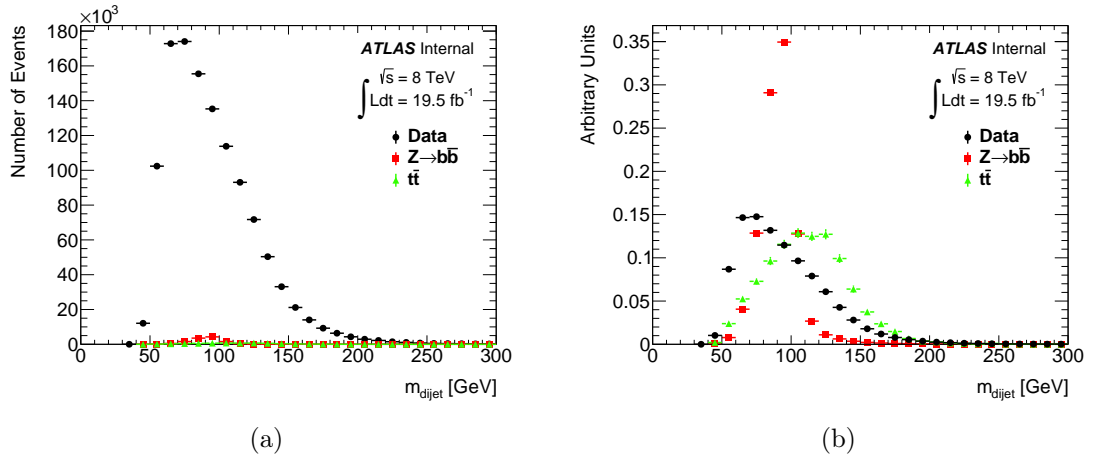 ×10³
180
160
140
120
100
80
60
40
20
0
Number of Events
ATLAS Internal
√s = 8 TeV
∫Ldt = 19.5 fb⁻¹
Data
Z→bb̅
tt̅
0 50 100 150 200 250 300
m_dijet [GeV]
(a)
0.35
0.3
0.25
0.2
0.15
0.1
0.05
0
Arbitrary Units
ATLAS Internal
√s = 8 TeV
∫Ldt = 19.5 fb⁻¹
Data
Z→bb̅
tt̅
0 50 100 150 200 250 300
m_dijet [GeV]
(b)